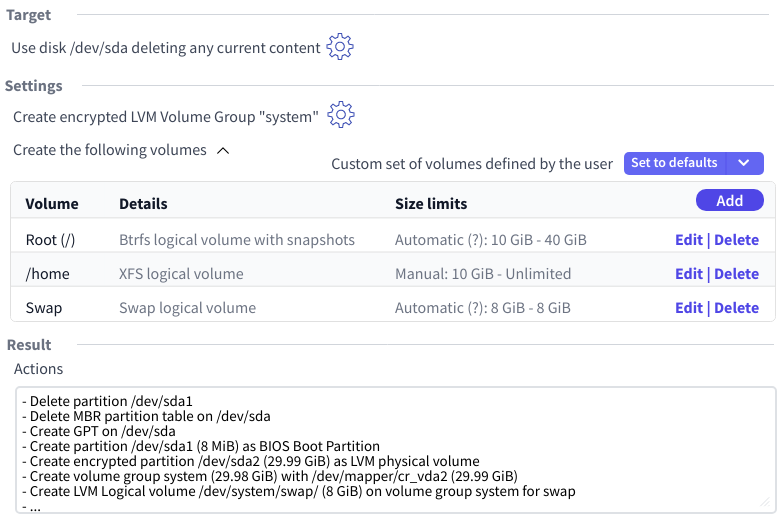 Target
Use disk /dev/sda deleting any current content
Settings
Create encrypted LVM Volume Group "system"
Create the following volumes
Custom set of volumes defined by the user Set to defaults
Volume Details Size limits Add
Root (/) Btrfs logical volume with snapshots Automatic (?): 10 GiB - 40 GiB Edit | Delete
/home XFS logical volume Manual: 10 GiB - Unlimited Edit | Delete
Swap Swap logical volume Automatic (?): 8 GiB - 8 GiB Edit | Delete
Result
Actions
- Delete partition /dev/sda1
- Delete MBR partition table on /dev/sda
- Create GPT on /dev/sda
- Create partition /dev/sda1 (8 MiB) as BIOS Boot Partition
- Create encrypted partition /dev/sda2 (29.99 GiB) as LVM physical volume
- Create volume group system (29.98 GiB) with /dev/mapper/cr_vda2 (29.99 GiB)
- Create LVM Logical volume /dev/system/swap/ (8 GiB) on volume group system for swap
- ...